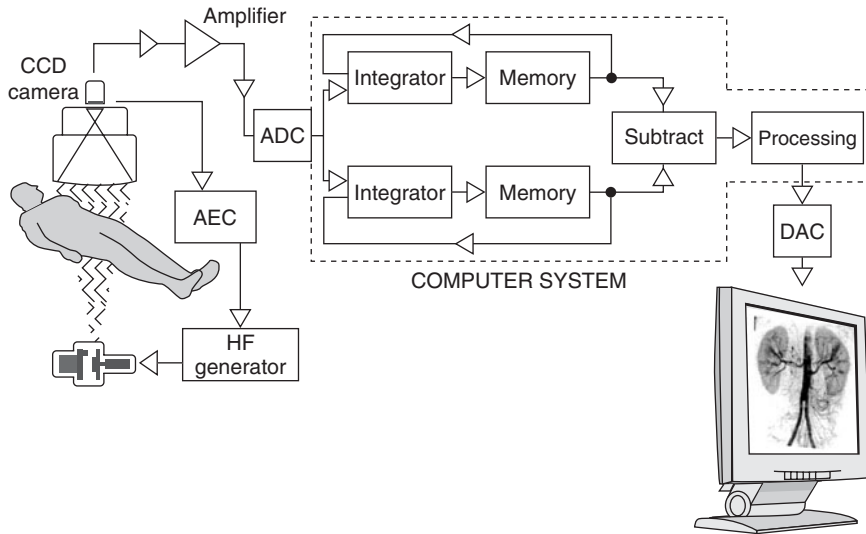 Amplifier
CCD
camera
ADC
Integrator
Memory
Integrator
Memory
Subtract
Processing
AEC
DAC
COMPUTER SYSTEM
HF
generator